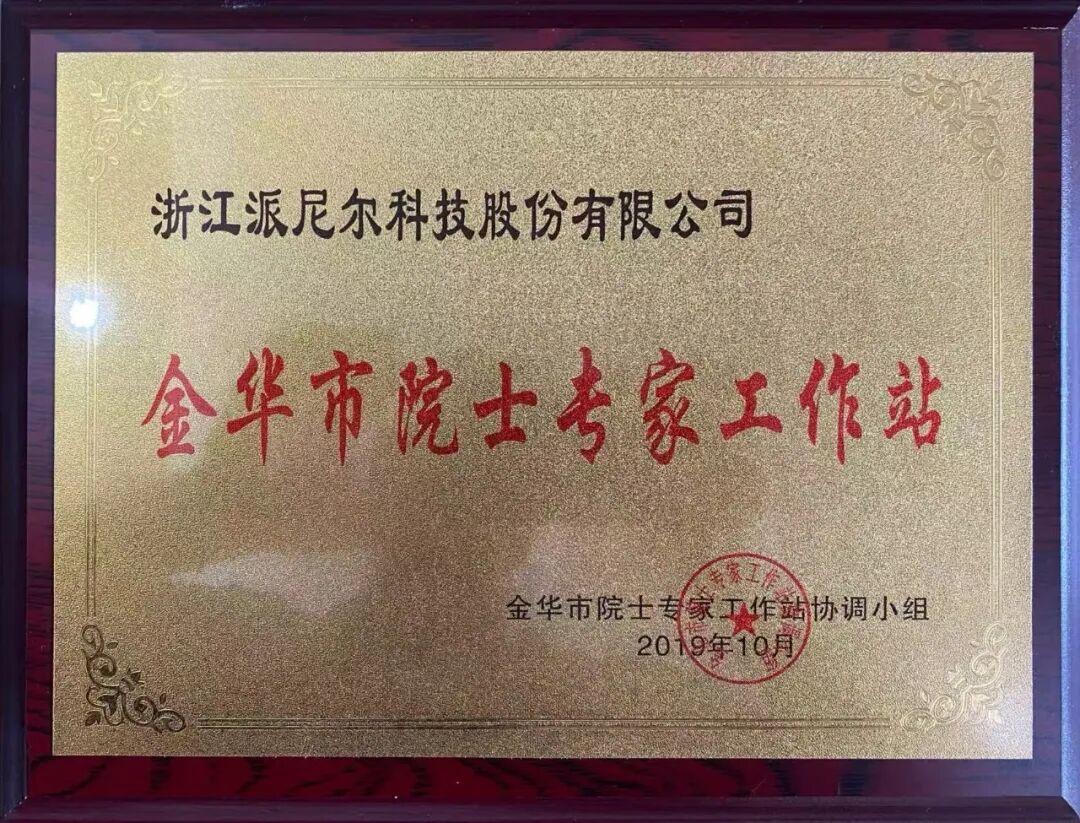 浙江派尼尔科技股份有限公司
金华市院士专家工作站
金华市院士专家工作站协调小组
2019年10月